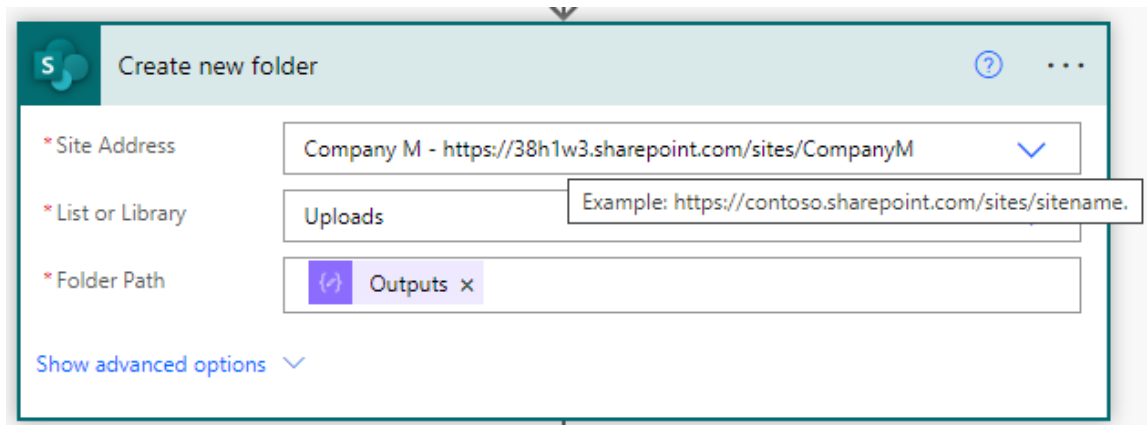 S
Create new folder
?
...
* Site Address
Company M - https://38h1w3.sharepoint.com/sites/CompanyM
Example: https://contoso.sharepoint.com/sites/sitename.
* List or Library
Uploads
* Folder Path
Outputs ×
Show advanced options